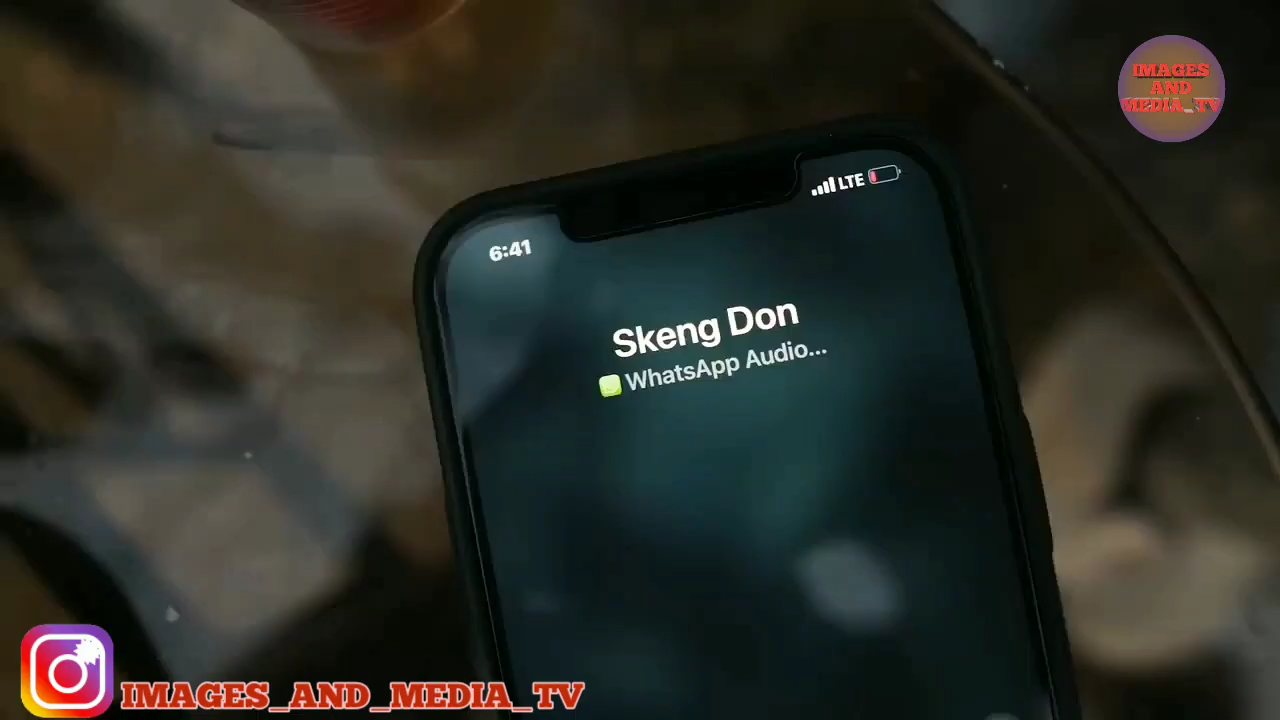 IMAGES
AND
MEDIA_TV
LTE
6:41
Skeng Don
WhatsApp Audio...
IMAGES_AND_MEDIA_TV